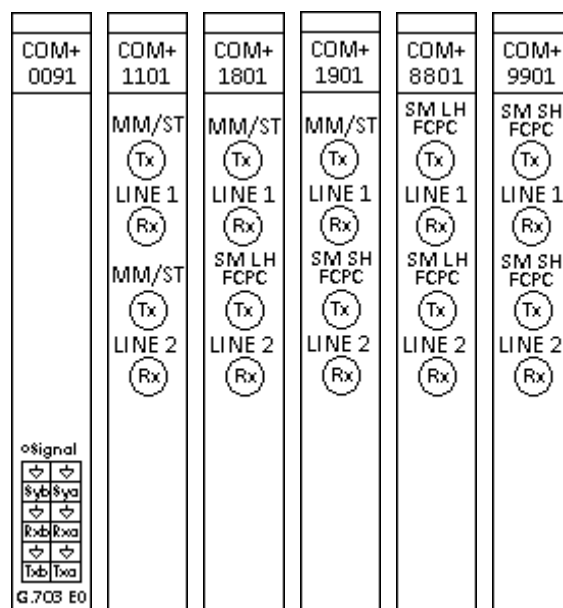 COM+
0091
Signal
Syb Sya
Rxb Rxa
Txb Txa
G.703 E0
COM+
1101
MM/ST
Tx
LINE 1
Rx
MM/ST
Tx
LINE 2
Rx
COM+
1801
MM/ST
Tx
LINE 1
Rx
SM LH
FCPC
Tx
LINE 2
Rx
COM+
1901
MM/ST
Tx
LINE 1
Rx
SM SH
FCPC
Tx
LINE 2
Rx
COM+
8801
SM LH
FCPC
Tx
LINE 1
Rx
SM LH
FCPC
Tx
LINE 2
Rx
COM+
9901
SM SH
FCPC
Tx
LINE 1
Rx
SM SH
FCPC
Tx
LINE 2
Rx